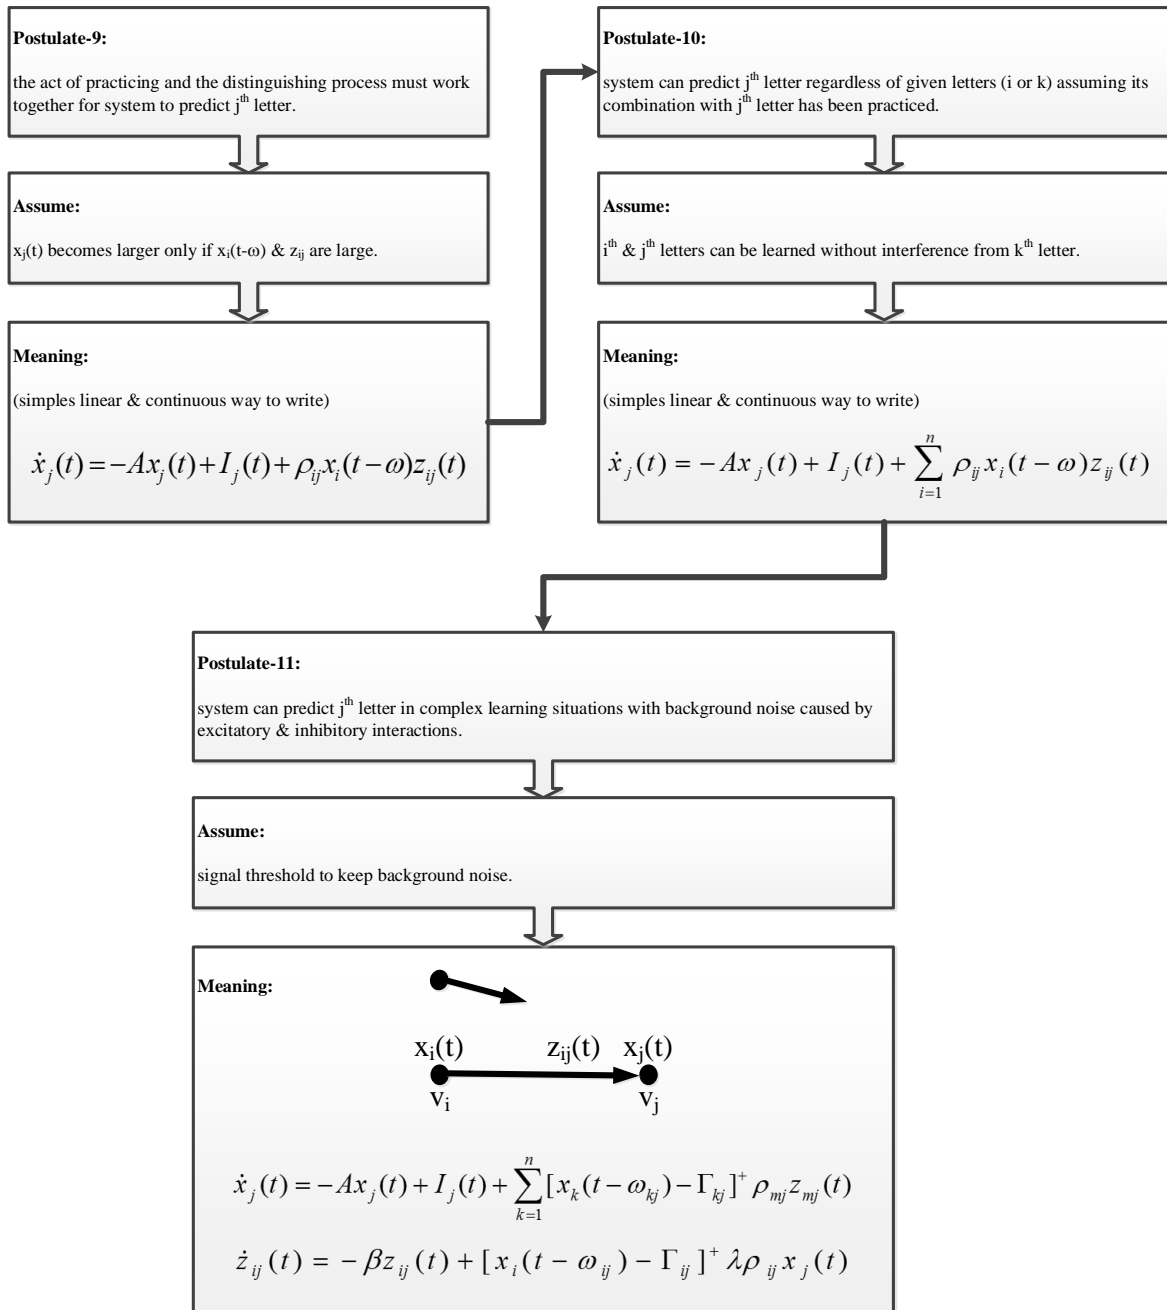 Postulate-9:
the act of practicing and the distinguishing process must work
together for system to predict jᵗʰ letter.
Assume:
xⱼ(t) becomes larger only if xᵢ(t-ω) & zᵢⱼ are large.
Meaning:
(simples linear & continuous way to write)
ẋⱼ(t) = −Axⱼ(t) + Iⱼ(t) + ρᵢⱼxᵢ(t − ω)zᵢⱼ(t)
Postulate-10:
system can predict jᵗʰ letter regardless of given letters (i or k) assuming its
combination with jᵗʰ letter has been practiced.
Assume:
iᵗʰ & jᵗʰ letters can be learned without interference from kᵗʰ letter.
Meaning:
(simples linear & continuous way to write)
ẋⱼ(t) = −Axⱼ(t) + Iⱼ(t) + ∑ᵢ₌₁ⁿ ρᵢⱼxᵢ(t − ω)zᵢⱼ(t)
Postulate-11:
system can predict jᵗʰ letter in complex learning situations with background noise caused by
excitatory & inhibitory interactions.
Assume:
signal threshold to keep background noise.
Meaning:
xᵢ(t) zᵢⱼ(t) xⱼ(t)
vᵢ vⱼ
ẋⱼ(t) = −Axⱼ(t) + Iⱼ(t) + ∑ₖ₌₁ⁿ [xₖ(t − ωₖⱼ) − Γₖⱼ]⁺ ρₘⱼzₘⱼ(t)
żᵢⱼ(t) = −βzᵢⱼ(t) + [xᵢ(t − ωᵢⱼ) − Γᵢⱼ]⁺ λρᵢⱼxⱼ(t)